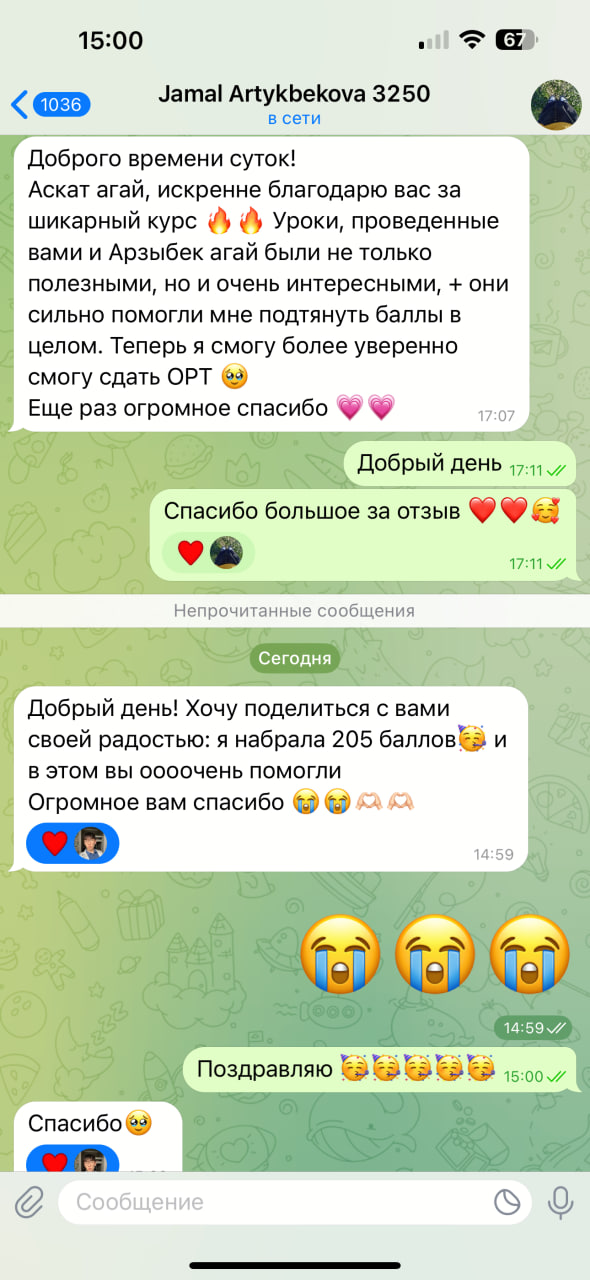 15:00
67
1036
Jamal Artykbekova 3250
в сети
Доброго времени суток!
Аскат агай, искренне благодарю вас за
шикарный курс 🔥🔥 Уроки, проведенные
вами и Арзыбек агай были не только
полезными, но и очень интересными, + они
сильно помогли мне подтянуть баллы в
целом. Теперь я смогу более уверенно
смогу сдать ОРТ 🥹
Еще раз огромное спасибо 💗💗
17:07
Добрый день 17:11
Спасибо большое за отзыв ❤️❤️🥰
17:11
Непрочитанные сообщения
Сегодня
Добрый день! Хочу поделиться с вами
своей радостью: я набрала 205 баллов🥳 и
в этом вы оооочень помогли
Огромное вам спасибо 😭😭🫶🏻🫶🏻
14:59
😭😭😭
14:59
Поздравляю 🥳🥳🥳🥳🥳 15:00
Спасибо🥹
Сообщение